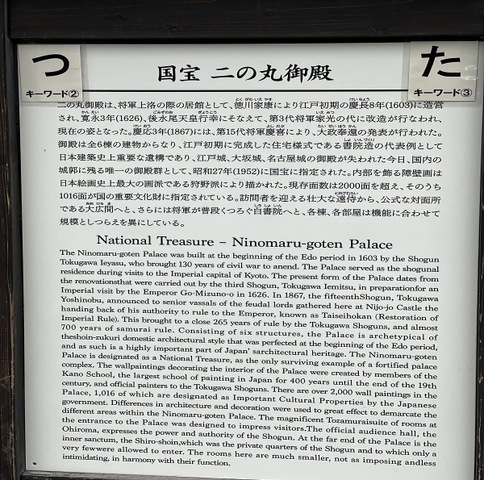 つ
キーワード②
国宝 二の丸御殿
た
キーワード③
二の丸御殿は、将軍上洛の際の居館として、徳川家康により江戸初期の慶長8年(1603)に造営
され、寛永3年(1626)、後水尾天皇行幸にそなえて、第3代将軍家光の代に改造が行なわれ、
現在の姿となった。慶応3年(1867)には、第15代将軍慶喜により、大政奉還の発表が行われた。
御殿は全6棟の建物からなり、江戸初期に完成した住宅様式である書院造の代表例として
日本建築史上重要な遺構であり、江戸城、大坂城、名古屋城の御殿が失われた今日、国内の
城郭に残る唯一の御殿群として、昭和27年(1952)に国宝に指定された。内部を飾る障壁画は
日本絵画史上最大の画派である狩野派により描かれた。現存面数は2000面を超え、そのうち
1016面が国の重要文化財に指定されている。訪問者を迎える壮大な遠侍から、公式な対面所
である大広間へと、さらには将軍が普段くつろぐ白書院へと、各棟、各部屋は機能に合わせて
規模としつらえを異にしている。
National Treasure – Ninomaru-goten Palace
The Ninomaru-goten Palace was built at the beginning of the Edo period in 1603 by the Shogun
Tokugawa Ieyasu, who brought 130 years of civil war to anend. The Palace served as the shogunal
residence during visits to the Imperial capital of Kyoto. The present form of the Palace dates from
the renovationsthat were carried out by the third Shogun, Tokugawa Iemitsu, in preparationfor an
Imperial visit by the Emperor Go-Mizuno-o in 1626. In 1867, the fifteenthShogun, Tokugawa
Yoshinobu, announced to senior vassals of the feudal lords gathered here at Nijo-jo Castle the
handing back of his authority to rule to the Emperor, known as Taiseihokan (Restoration of
Imperial Rule). This brought to a close 265 years of rule by the Tokugawa Shoguns, and almost
700 years of samurai rule. Consisting of six structures, the Palace is archetypical of
theshoin-zukuri domestic architectural style that was perfected at the beginning of the Edo period,
and as such is a highly important part of Japan' sarchitectural heritage. The Ninomaru-goten
Palace is designated as a National Treasure, as the only surviving example of a fortified palace
complex. The wallpaintings decorating the interior of the Palace were created by members of the
Kano School, the largest school of painting in Japan for 400 years until the end of the 19th
century, and official painters to the Tokugawa Shoguns. There are over 2,000 wall paintings in the
Palace, 1,016 of which are designated as Important Cultural Properties by the Japanese
government. Differences in architecture and decoration were used to great effect to demarcate the
different areas within the Ninomaru-goten Palace. The magnificent Tozamuraisuite of rooms at
the entrance to the Palace was designed to impress visitors.The official audience hall, the
Ohiroma, expresses the power and authority of the Shogun. At the far end of the Palace is the
inner sanctum, the Shiro-shoin,which was the private quarters of the Shogun and to which only a
very fewwere allowed to enter. The rooms here are much smaller, not as imposing andless
intimidating, in harmony with their function.